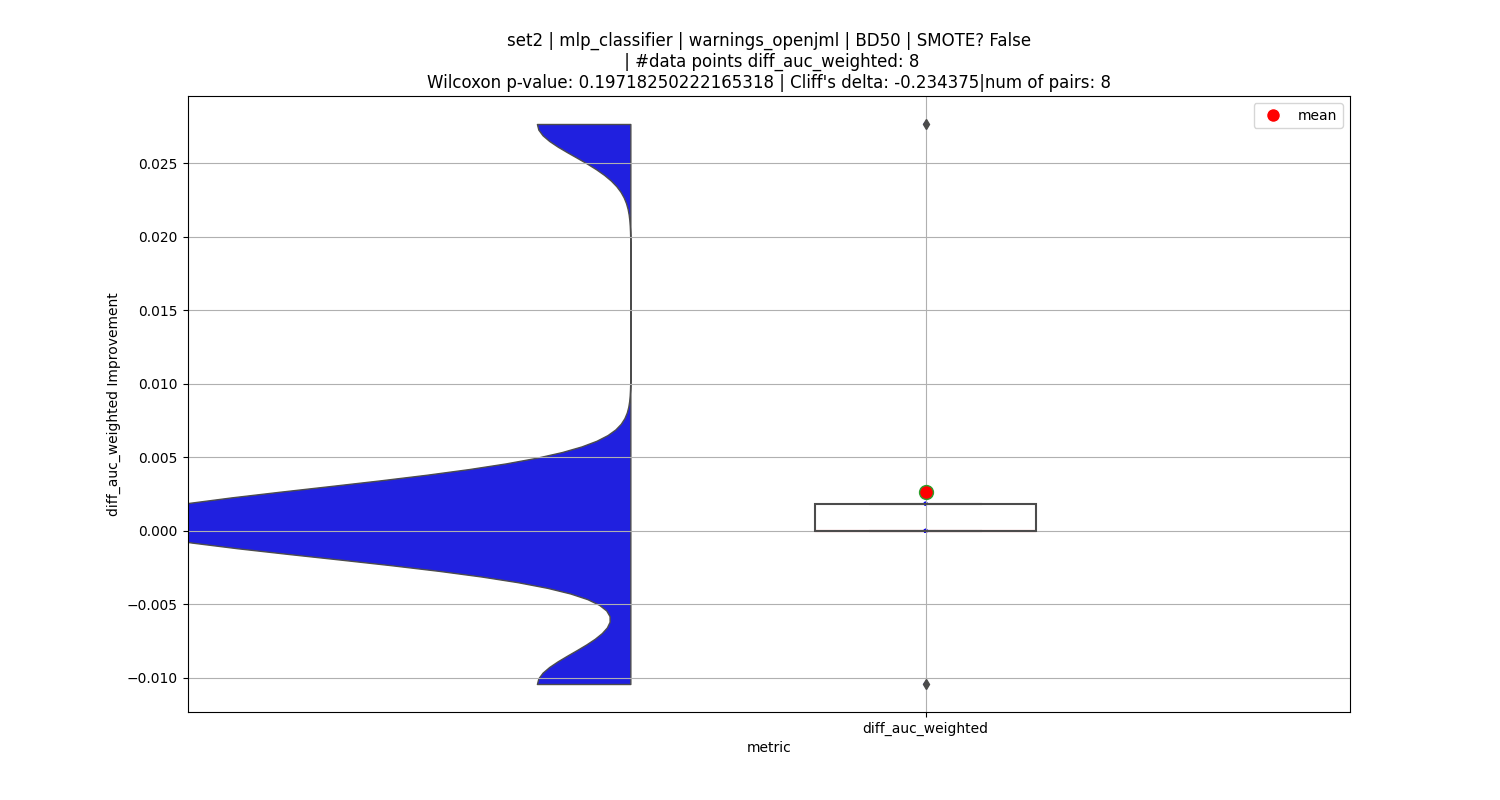 set2 | mlp_classifier | warnings_openjml | BD50 | SMOTE? False
| #data points diff_auc_weighted: 8
Wilcoxon p-value: 0.19718250222165318 | Cliff's delta: -0.234375|num of pairs: 8
mean
0.025
0.020
0.015
0.010
0.005
0.000
−0.005
−0.010
diff_auc_weighted Improvement
diff_auc_weighted
metric